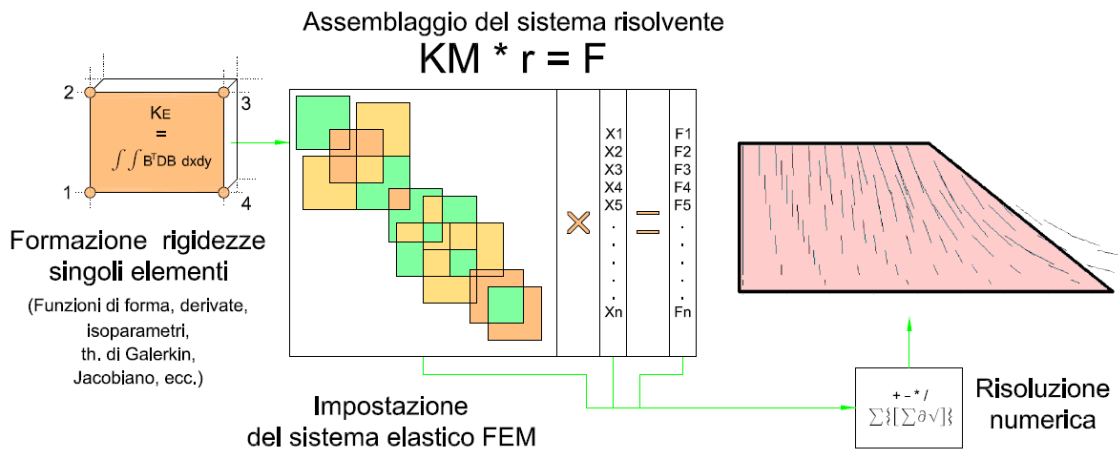 Assemblaggio del sistema risolvente
KM * r = F
2
3
KE
=
∫ ∫ BᵀDB dxdy
1
4
Formazione rigidezze
singoli elementi
(Funzioni di forma, derivate,
isoparametri,
th. di Galerkin,
Jacobiano, ecc.)
X1
X2
X3
X4
X5
.
.
.
.
Xn
×
=
F1
F2
F3
F4
F5
.
.
.
.
Fn
Impostazione
del sistema elastico FEM
+ - * /
∑⌇[∑∂√]⌇
Risoluzione
numerica